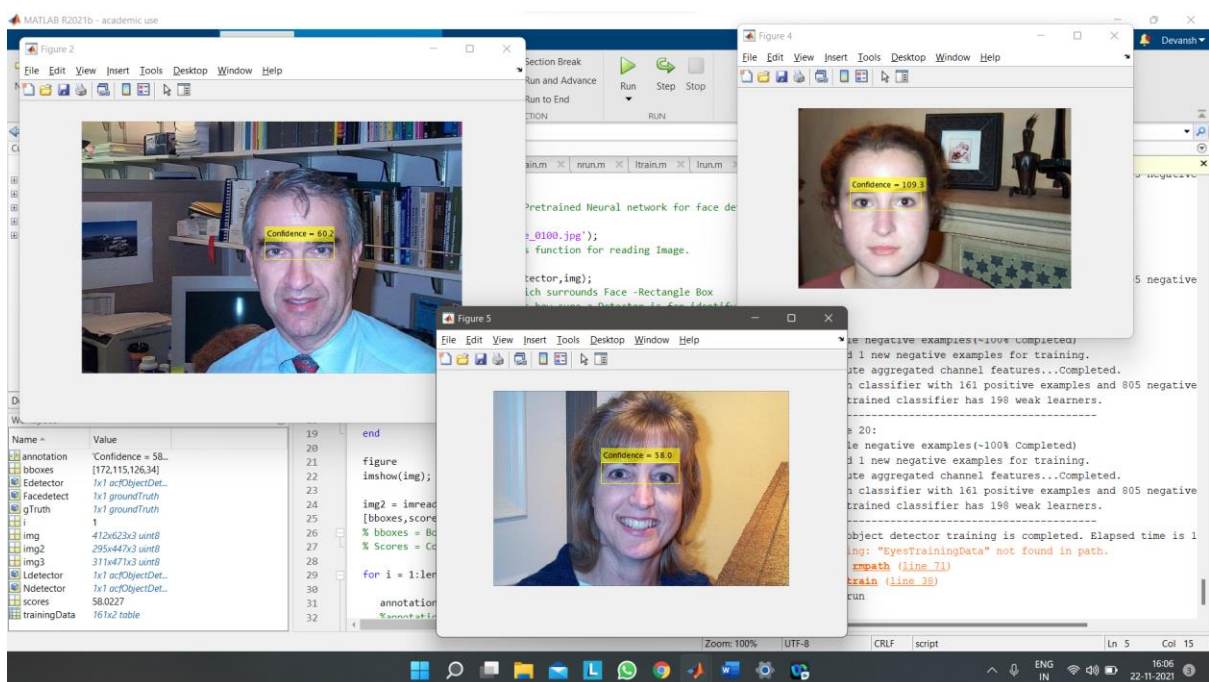 MATLAB R2021b - academic use
Devansh
Figure 2
File Edit View Insert Tools Desktop Window Help
Confidence = 60.2
Section Break
Run and Advance
Run to End
Run
Step
Stop
RUN
Figure 4
File Edit View Insert Tools Desktop Window Help
Confidence = 109.3
nrun.m
ltrain.m
lrun.m
Pretrained Neural network for face de
e_0100.jpg');
s function for reading Image.
tector,img);
ich surrounds Face -Rectangle Box
5 negative
Figure 5
File Edit View Insert Tools Desktop Window Help
Confidence = 58.0
le negative examples(~100% Completed)
d 1 new negative examples for training.
ute aggregated channel features...Completed.
n classifier with 161 positive examples and 805 negative
trained classifier has 198 weak learners.
----------------------------------------
e 20:
le negative examples(~100% Completed)
d 1 new negative examples for training.
ute aggregated channel features...Completed.
n classifier with 161 positive examples and 805 negative
trained classifier has 198 weak learners.
----------------------------------------
object detector training is completed. Elapsed time is 1
ing: "EyesTrainingData" not found in path.
rmpath (line 71)
train (line 38)
run
Name Value
annotation 'Confidence = 58...
bboxes [172,115,126,34]
Edetector 1x1 acfObjectDet...
Facedetect 1x1 groundTruth
gTruth 1x1 groundTruth
i 1
img 412x623x3 uint8
img2 295x447x3 uint8
img3 311x471x3 uint8
Ldetector 1x1 acfObjectDet...
Ndetector 1x1 acfObjectDet...
scores 58.0227
trainingData 161x2 table
19 end
20
21 figure
22 imshow(img);
23
24 img2 = imread
25 [bboxes,score
26 % bboxes = Bo
27 % Scores = Co
28
29 for i = 1:len
30
31 annotation
32 %annotatio
Zoom: 100% UTF-8 CRLF script Ln 5 Col 15
ENG
IN
16:06
22-11-2021